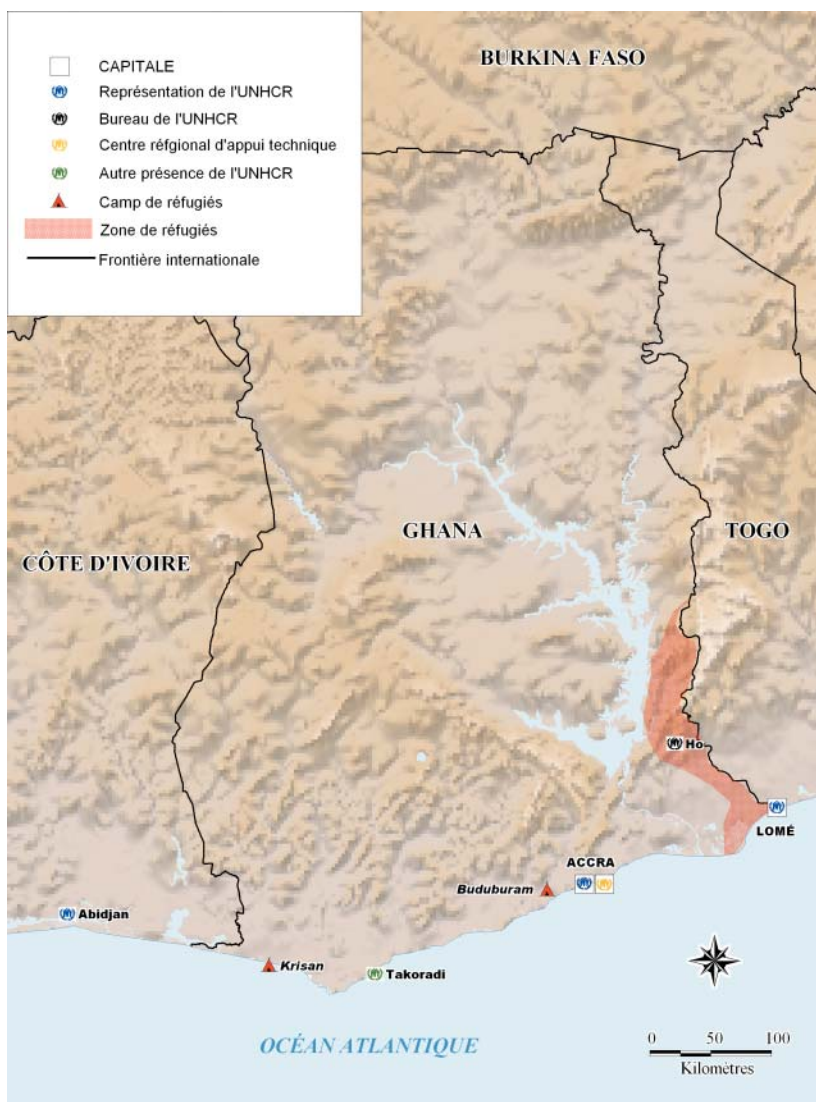 CAPITALE
Représentation de l'UNHCR
Bureau de l'UNHCR
Centre réfgional d'appui technique
Autre présence de l'UNHCR
Camp de réfugiés
Zone de réfugiés
Frontière internationale
BURKINA FASO
GHANA
TOGO
CÔTE D'IVOIRE
Ho
LOMÉ
ACCRA
Buduburam
Abidjan
Krisan
Takoradi
OCÉAN ATLANTIQUE
0 50 100
Kilomètres